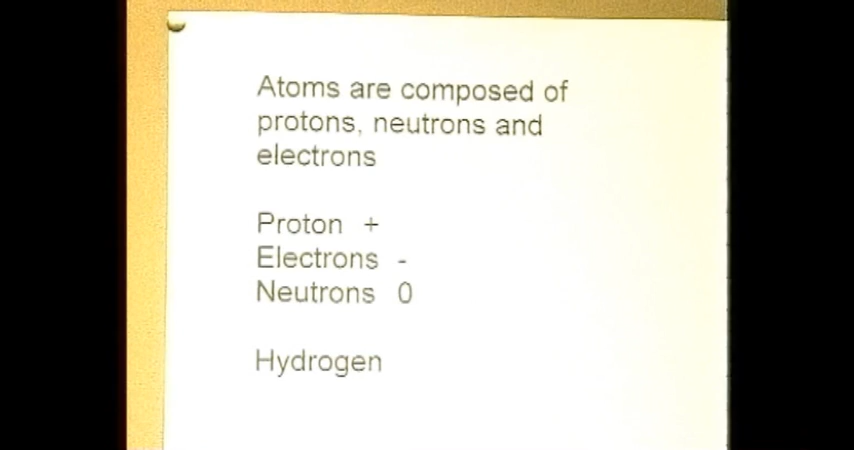 Atoms are composed of
protons, neutrons and
electrons
Proton +
Electrons -
Neutrons 0
Hydrogen